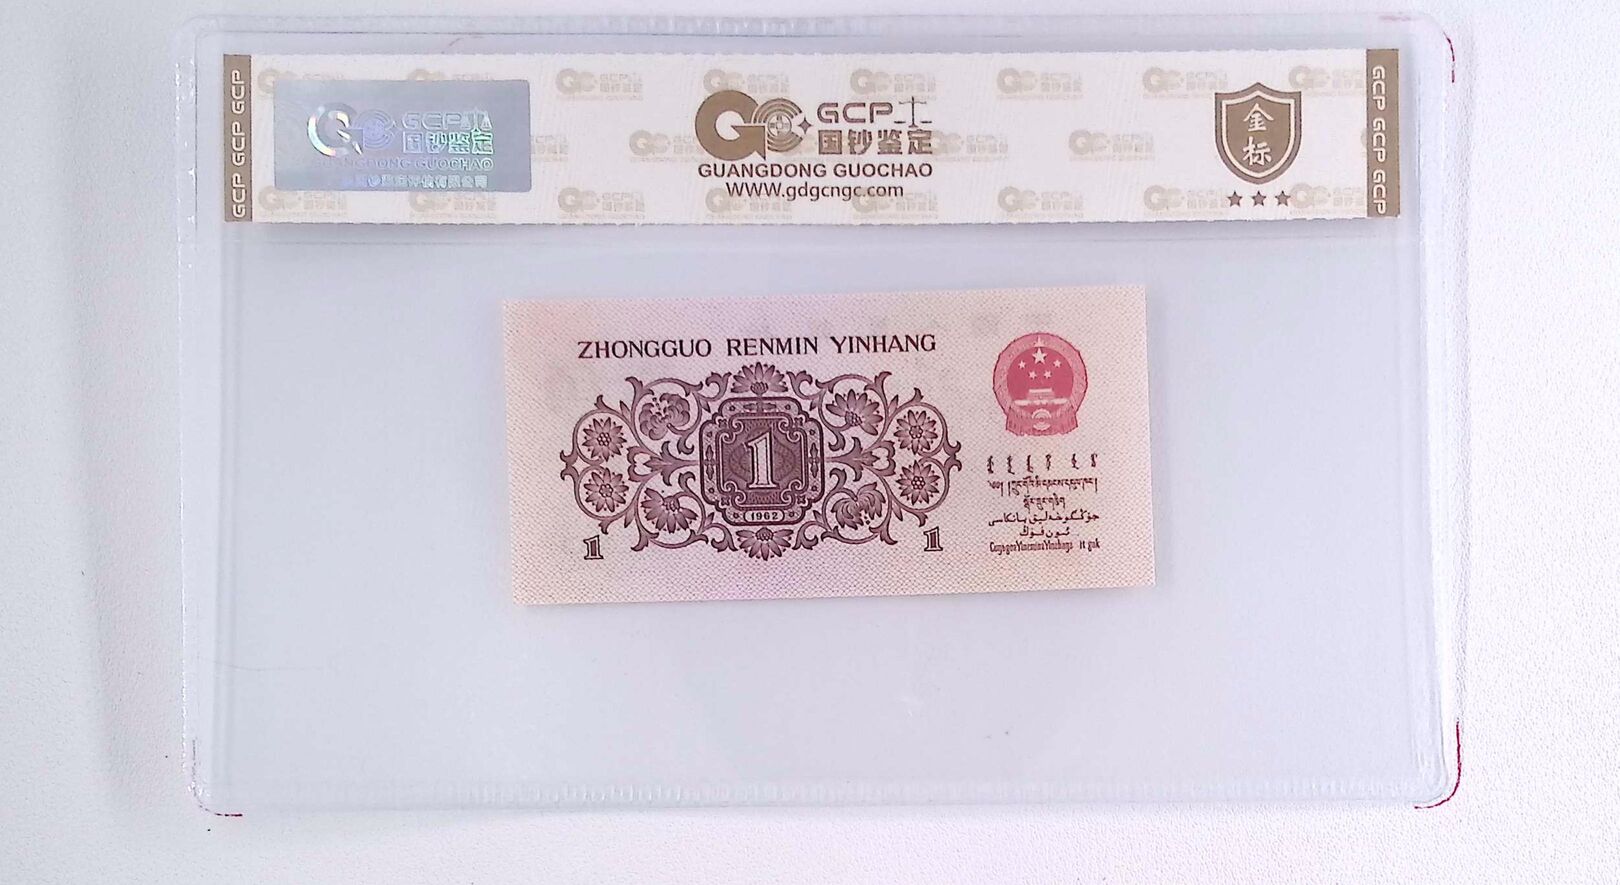 GCP GCP GCP
GCP
国钞鉴定
GUANGDONG GUOCHAO
GCP
国钞鉴定
GUANGDONG GUOCHAO
WWW.gdgcngc.com
金标
GCP GCP GCP
ZHONGGUO RENMIN YINHANG
1
1962
1
1